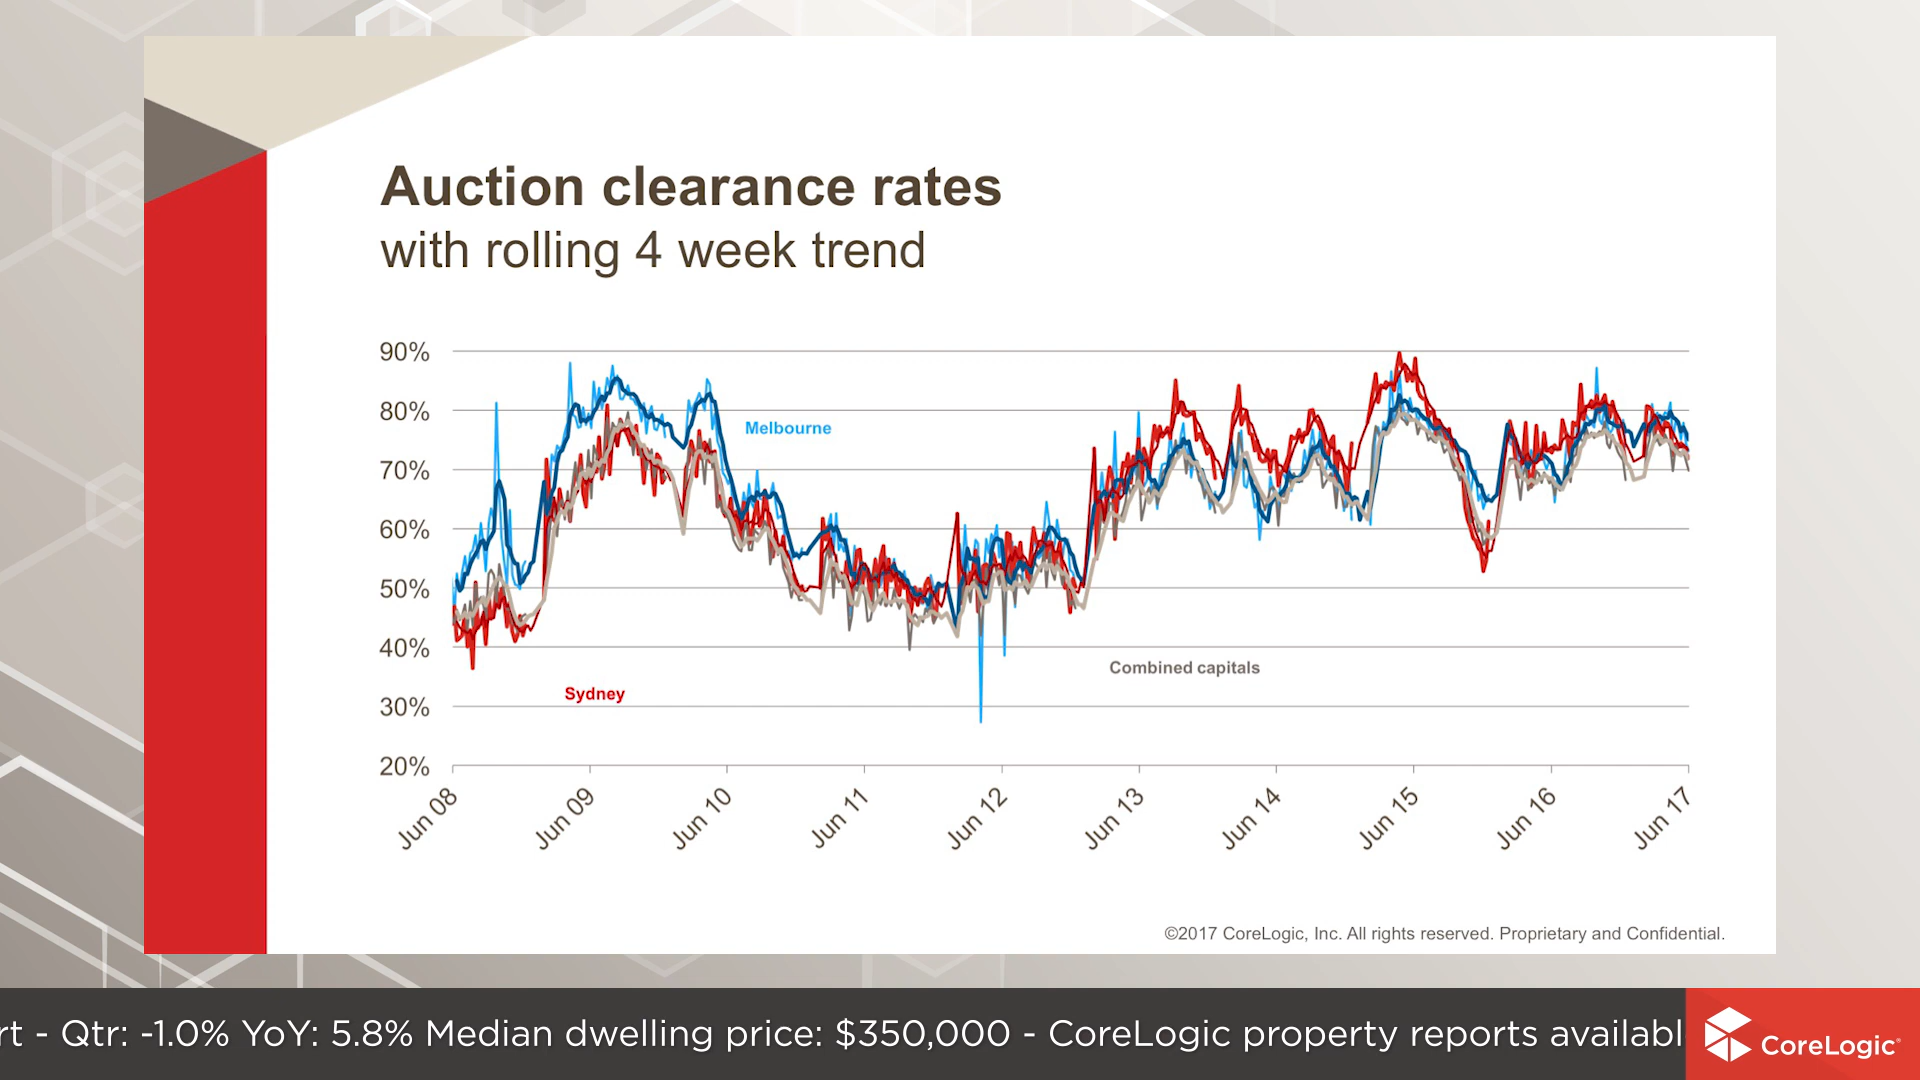 Auction clearance rates
with rolling 4 week trend
90%
80%
70%
60%
50%
40%
30%
20%
Melbourne
Sydney
Combined capitals
Jun 08
Jun 09
Jun 10
Jun 11
Jun 12
Jun 13
Jun 14
Jun 15
Jun 16
Jun 17
©2017 CoreLogic, Inc. All rights reserved. Proprietary and Confidential.
rt - Qtr: -1.0% YoY: 5.8% Median dwelling price: $350,000 - CoreLogic property reports availabl
CoreLogic